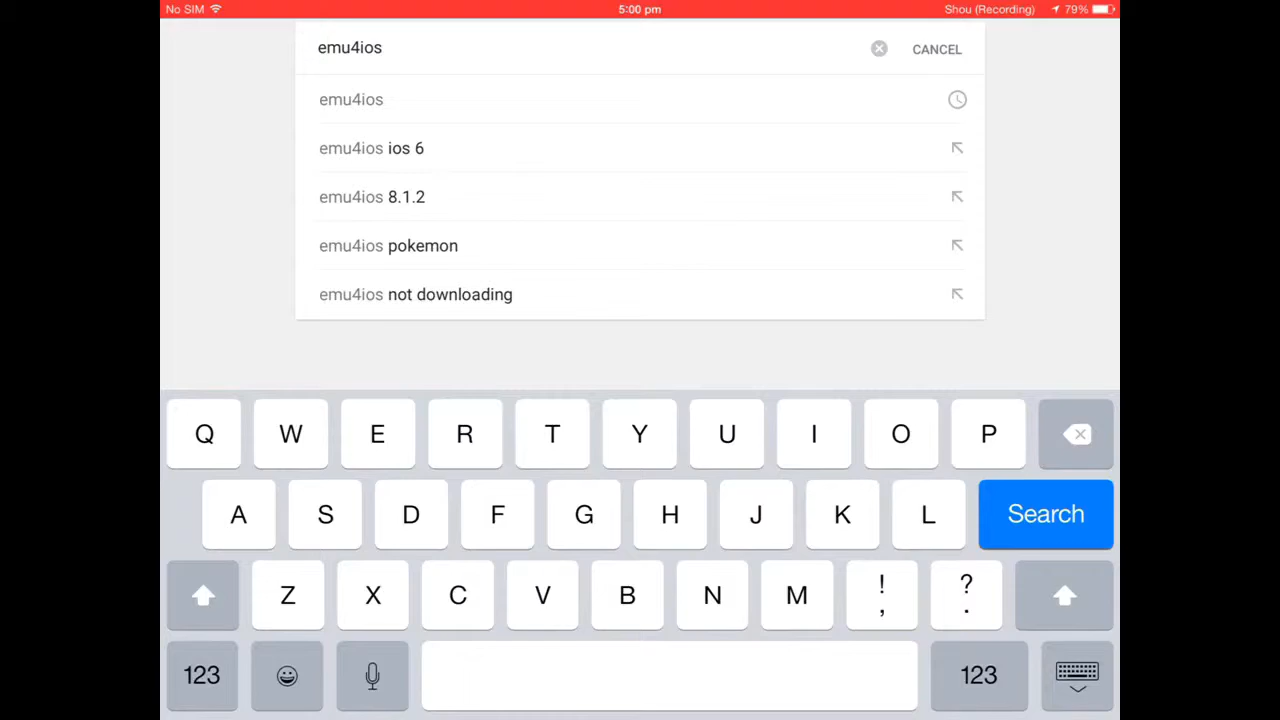 No SIM 5:00 pm Shou (Recording) 79%
emu4ios CANCEL
emu4ios
emu4ios ios 6
emu4ios 8.1.2
emu4ios pokemon
emu4ios not downloading
Q W E R T Y U I O P
A S D F G H J K L Search
Z X C V B N M ! , ? .
123 123